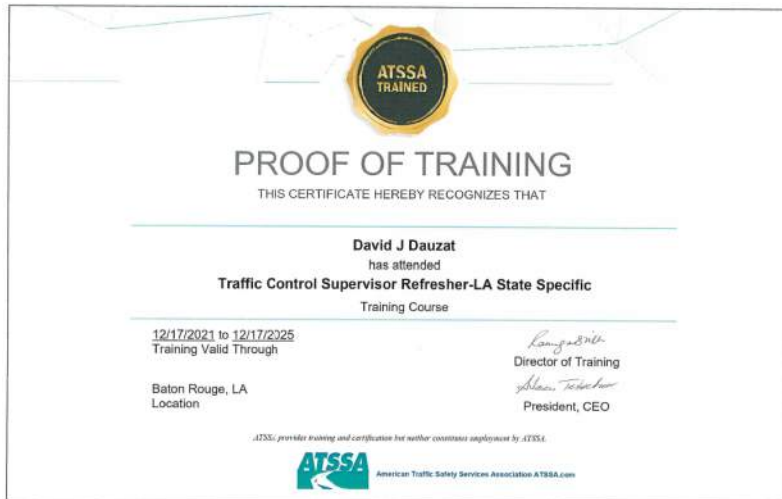 ATSSA
TRAINED
PROOF OF TRAINING
THIS CERTIFICATE HEREBY RECOGNIZES THAT
David J Dauzat
has attended
Traffic Control Supervisor Refresher-LA State Specific
Training Course
12/17/2021 to 12/17/2025
Training Valid Through
Director of Training
Baton Rouge, LA
Location
President, CEO
ATSSA provides training and certification but neither constitutes employment by ATSSA.
ATSSA
American Traffic Safety Services Association ATSSA.com